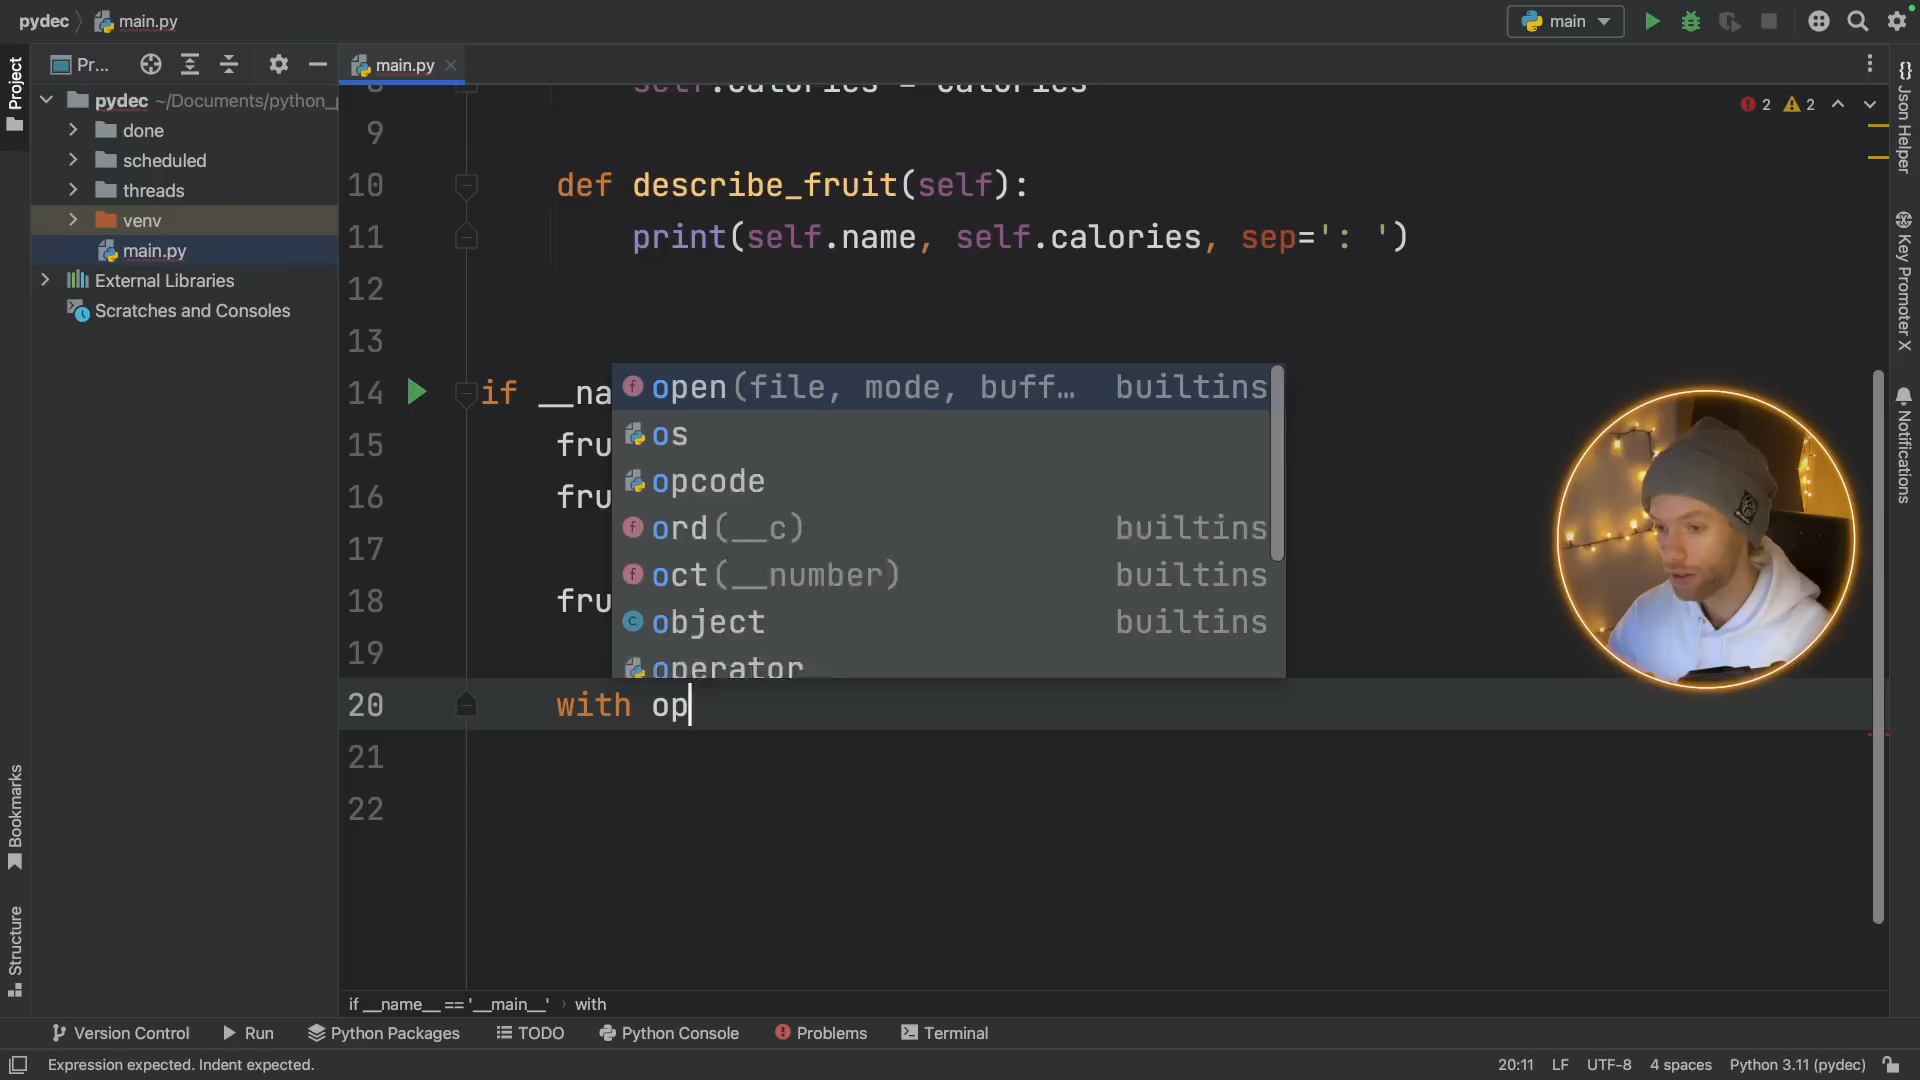 pydec main.py
main
Pr...
main.py
Project
pydec ~/Documents/python_
done
scheduled
threads
venv
main.py
External Libraries
Scratches and Consoles
8 self.calories = calories
9
10 def describe_fruit(self):
11 print(self.name, self.calories, sep=': ')
12
13
14 if __na
15 fru
16 fru
17
18 fru
19
20 with op
21
22
open(file, mode, buff… builtins
os
opcode
ord(__c) builtins
oct(__number) builtins
object builtins
operator
2 2
Json Helper
Key Promoter X
Notifications
Bookmarks
Structure
if __name__ == '__main__' › with
Version Control Run Python Packages TODO Python Console Problems Terminal
Expression expected. Indent expected. 20:11 LF UTF-8 4 spaces Python 3.11 (pydec)